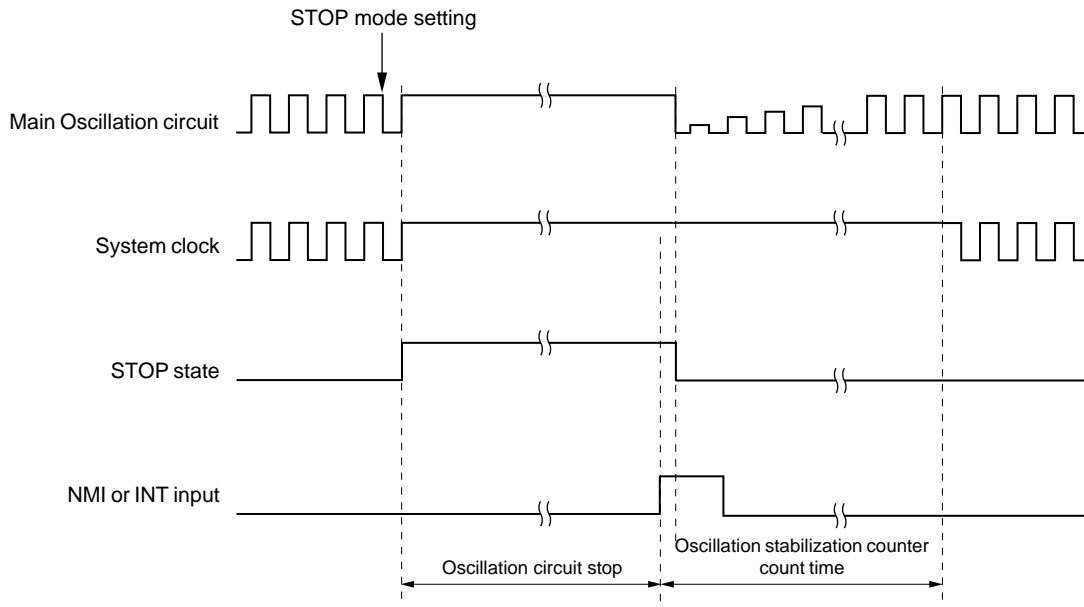 STOP mode setting
Main Oscillation circuit
System clock
STOP state
NMI or INT input
Oscillation circuit stop
Oscillation stabilization counter
count time